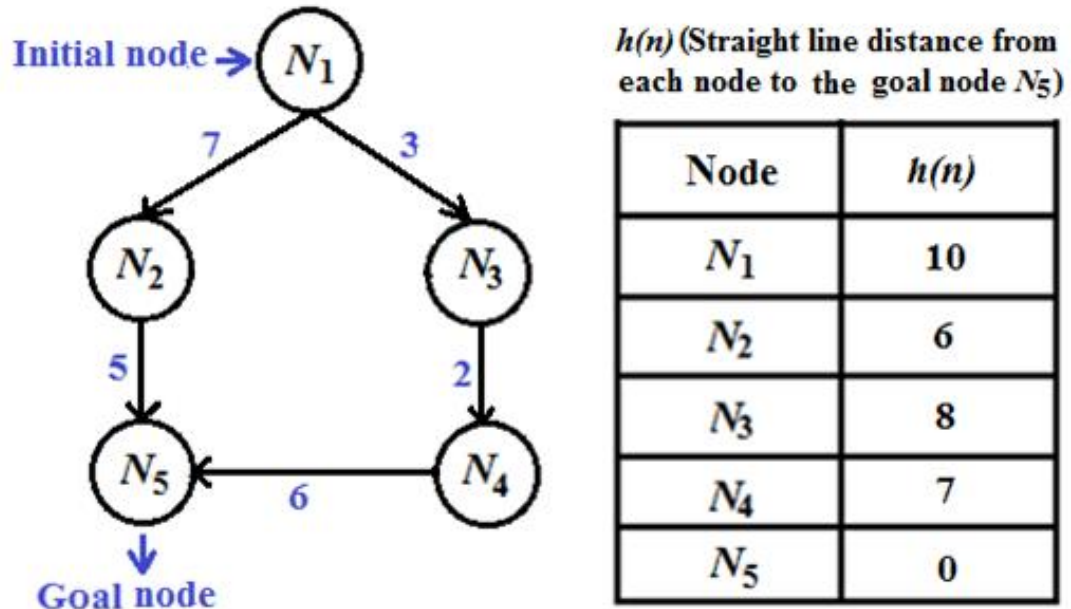 Initial node
N1
7
3
N2
N3
5
2
N5
N4
6
Goal node
h(n) (Straight line distance from
each node to the goal node N5)
Node h(n)
N1 10
N2 6
N3 8
N4 7
N5 0